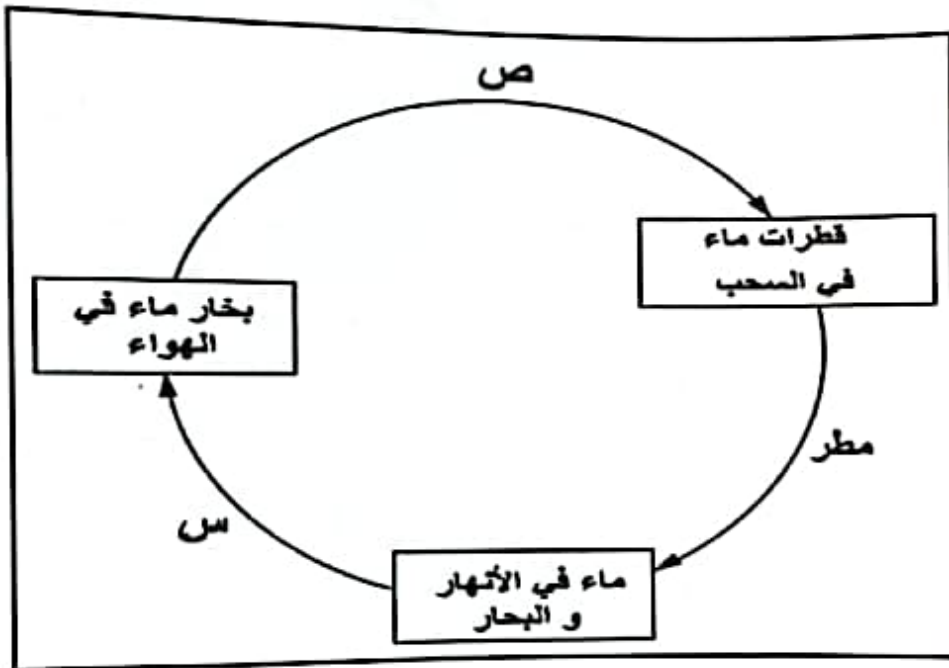 ص
قطرات ماء
في السحب
بخار ماء في
الهواء
مطر
س
ماء في الأنهار
و البحار